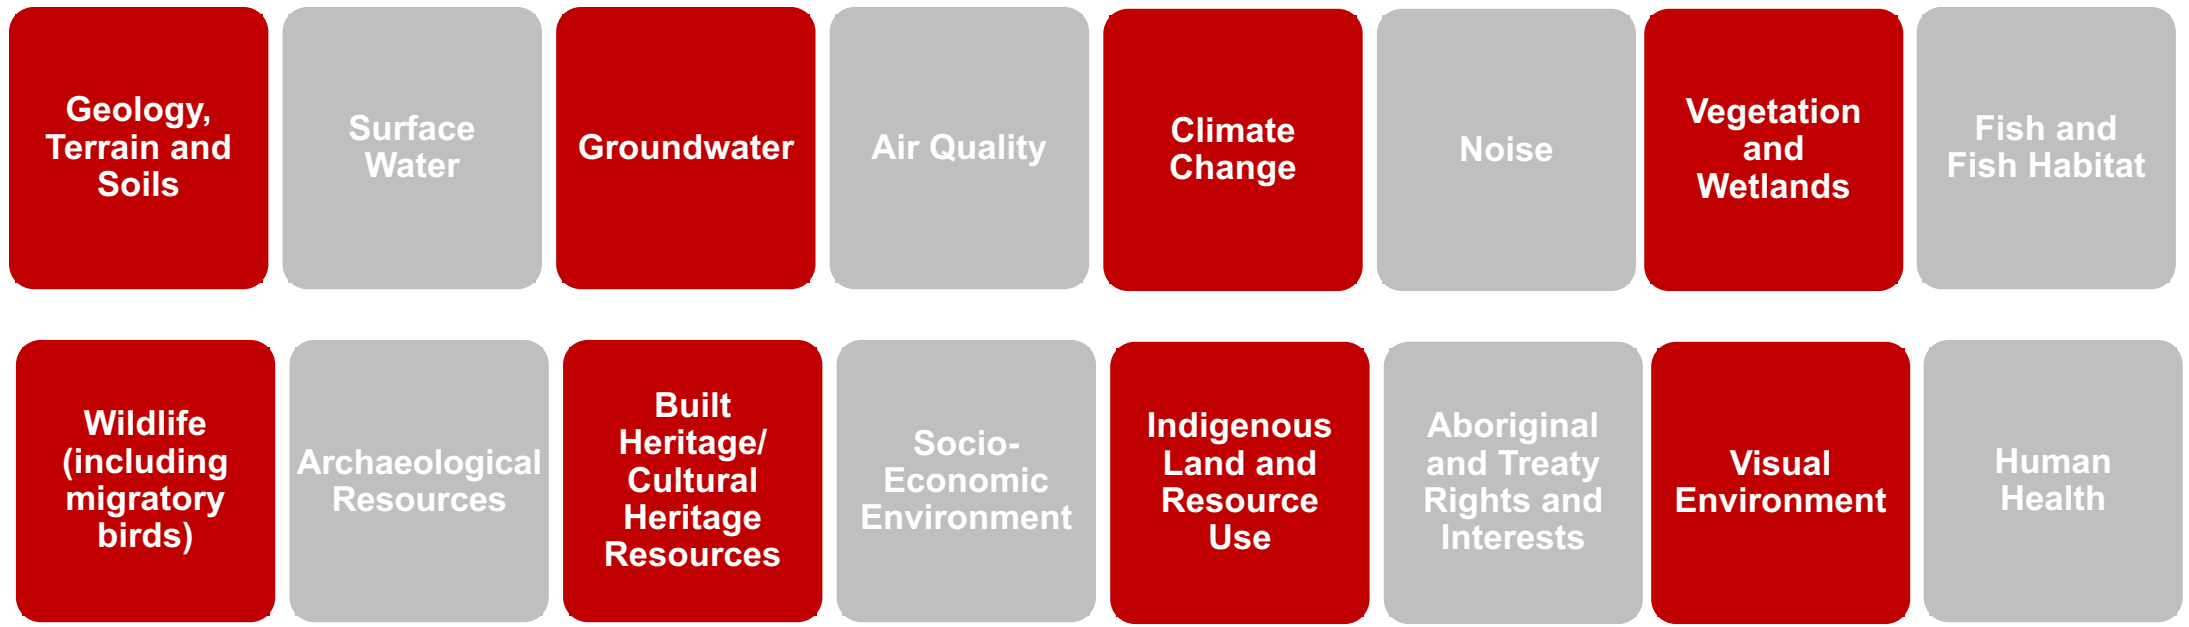 Geology,
Terrain and
Soils
Surface
Water
Groundwater
Air Quality
Climate
Change
Noise
Vegetation
and
Wetlands
Fish and
Fish Habitat
Wildlife
(including
migratory
birds)
Archaeological
Resources
Built
Heritage/
Cultural
Heritage
Resources
Socio-
Economic
Environment
Indigenous
Land and
Resource
Use
Aboriginal
and Treaty
Rights and
Interests
Visual
Environment
Human
Health